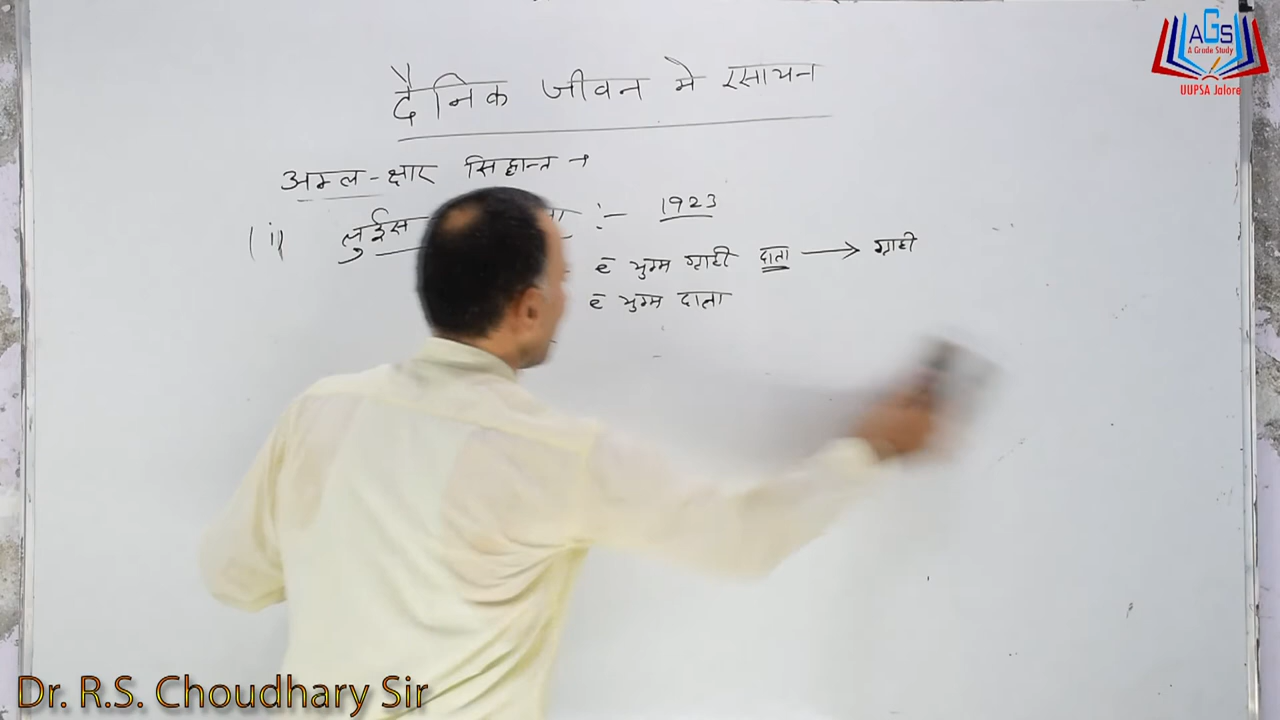 AGS
A Grade Study
UUPSA Jalore
दैनिक जीवन मे रसायन
अम्ल-क्षार सिद्धान्त →
(i) लुईस :- 1923
ē युग्म ग्राही दाता → ग्राही
ē युग्म दाता
Dr. R.S. Choudhary Sir